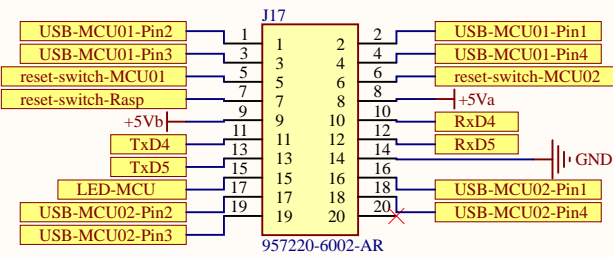 J17
USB-MCU01-Pin2 1 1 2 2 USB-MCU01-Pin1
USB-MCU01-Pin3 3 3 4 4 USB-MCU01-Pin4
reset-switch-MCU01 5 5 6 6 reset-switch-MCU02
reset-switch-Rasp 7 7 8 8 +5Va
+5Vb 9 9 10 10 RxD4
TxD4 11 11 12 12 RxD5
TxD5 13 13 14 14 GND
LED-MCU 15 15 16 16 USB-MCU02-Pin1
USB-MCU02-Pin2 17 17 18 18 USB-MCU02-Pin4
USB-MCU02-Pin3 19 19 20 20
957220-6002-AR